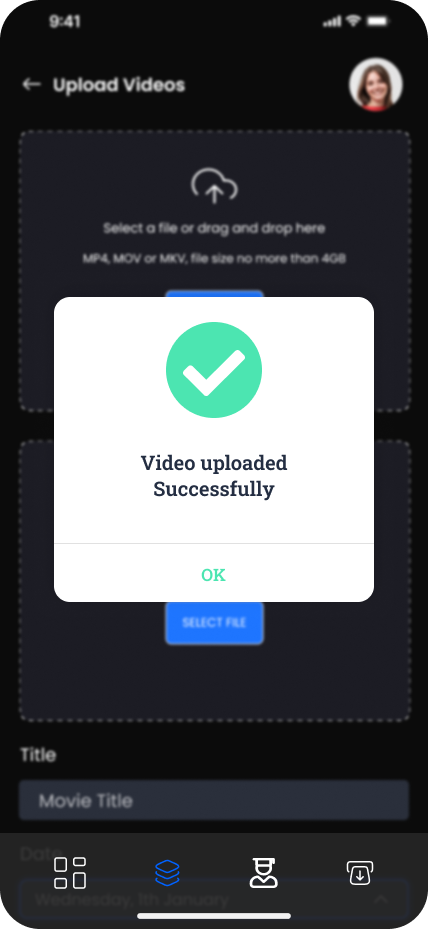 9:41
Upload Videos
Select a file or drag and drop here
MP4, MOV or MKV, file size no more than 4GB
Video uploaded
Successfully
OK
SELECT FILE
Title
Movie Title
Date
Wednesday, 1th January